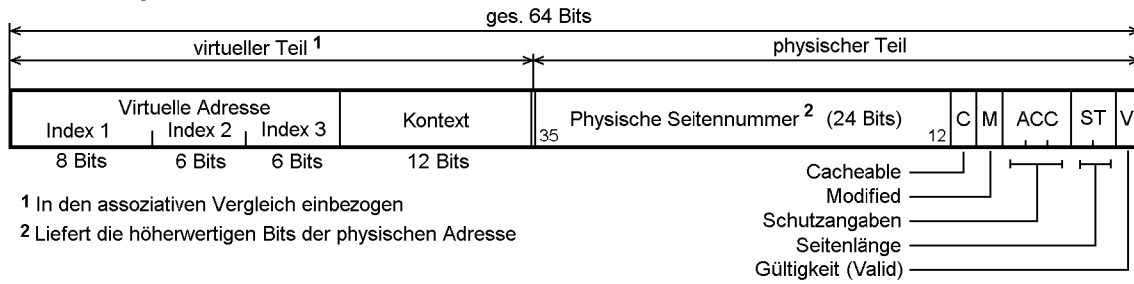 ges. 64 Bits
virtueller Teil 1
physischer Teil
Virtuelle Adresse
Index 1 Index 2 Index 3
Kontext
35 Physische Seitennummer 2 (24 Bits) 12
C M ACC ST V
8 Bits 6 Bits 6 Bits 12 Bits
Cacheable
Modified
Schutzangaben
Seitenlänge
Gültigkeit (Valid)
1 In den assoziativen Vergleich einbezogen
2 Liefert die höherwertigen Bits der physischen Adresse